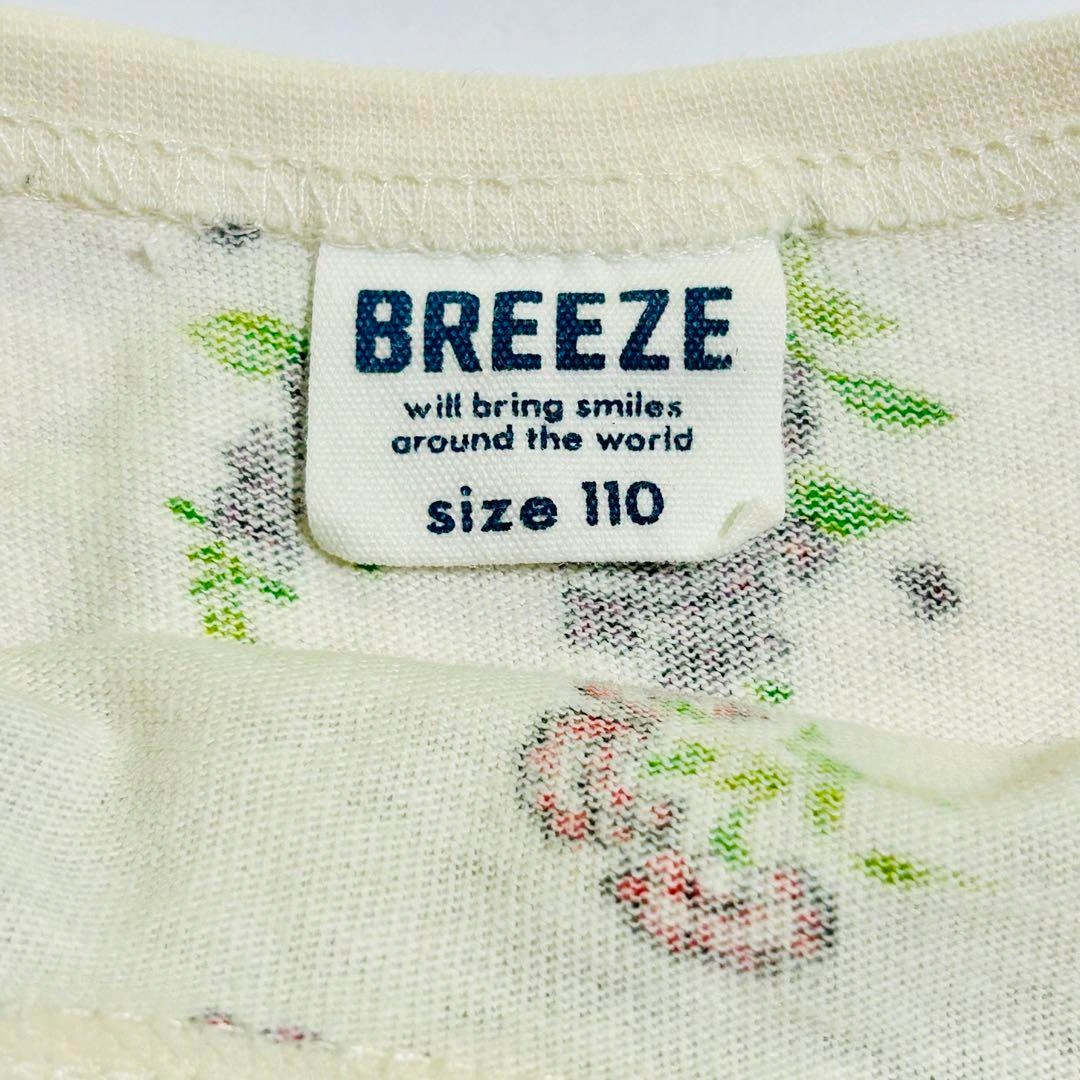 BREEZE
will bring smiles
around the world
size 110